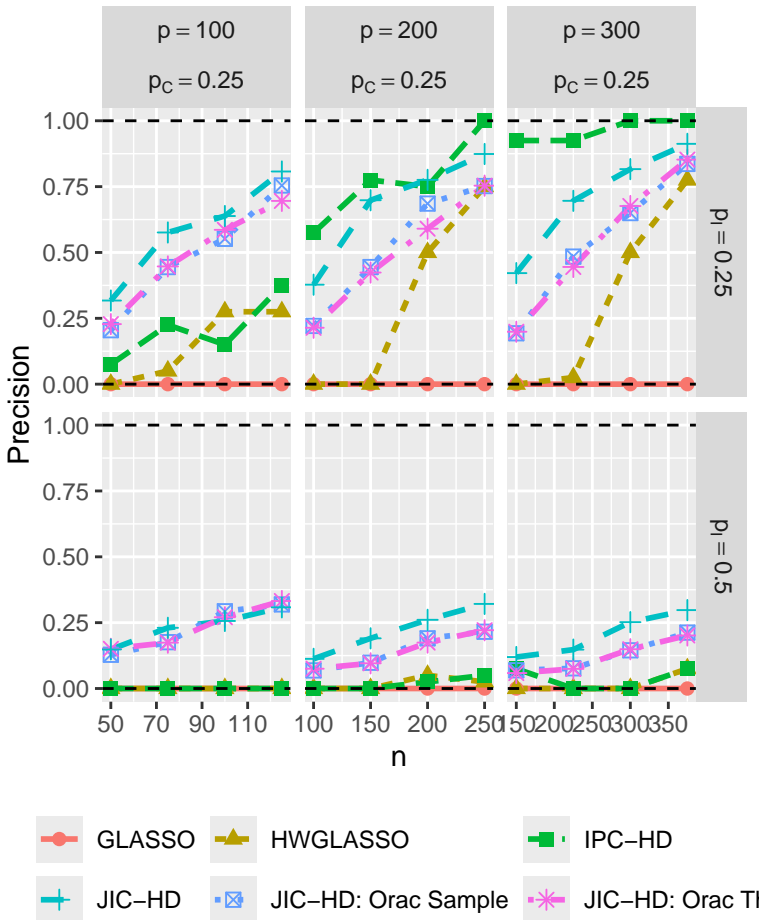 p = 100 p = 200 p = 300
p_C = 0.25 p_C = 0.25 p_C = 0.25
1.00
0.75
0.50
0.25
0.00
p_I = 0.25
Precision
1.00
0.75
0.50
0.25
0.00
p_I = 0.5
50 70 90 110 100 150 200 250 150 200 250 300 350
n
GLASSO HWGLASSO IPC−HD
JIC−HD JIC−HD: Orac Sample JIC−HD: Orac